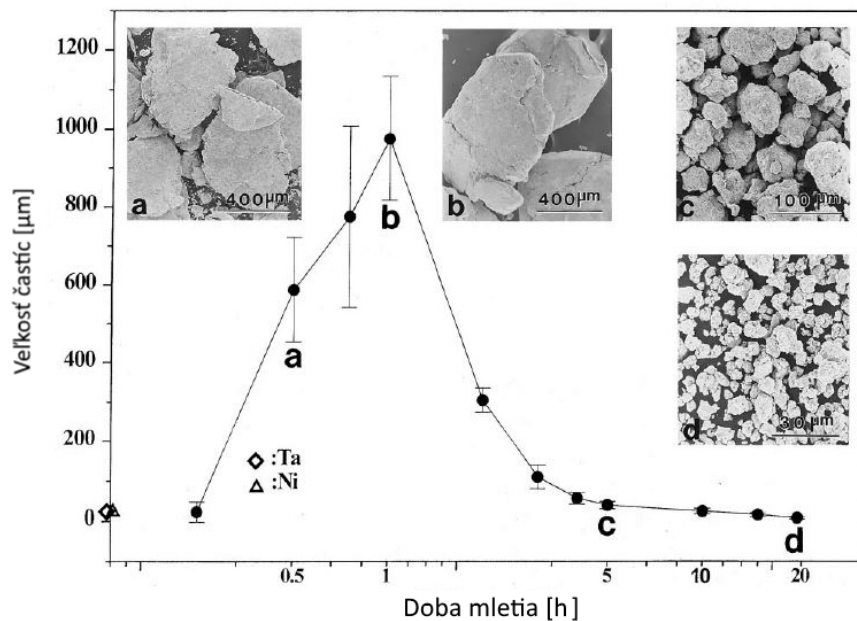 1200
1000
800
600
400
200
0
Veľkosť častíc [µm]
a
400µm
b
400µm
c
100µm
d
30µm
a
b
c
d
:Ta
:Ni
0.5
1
5
10
20
Doba mletia [h]